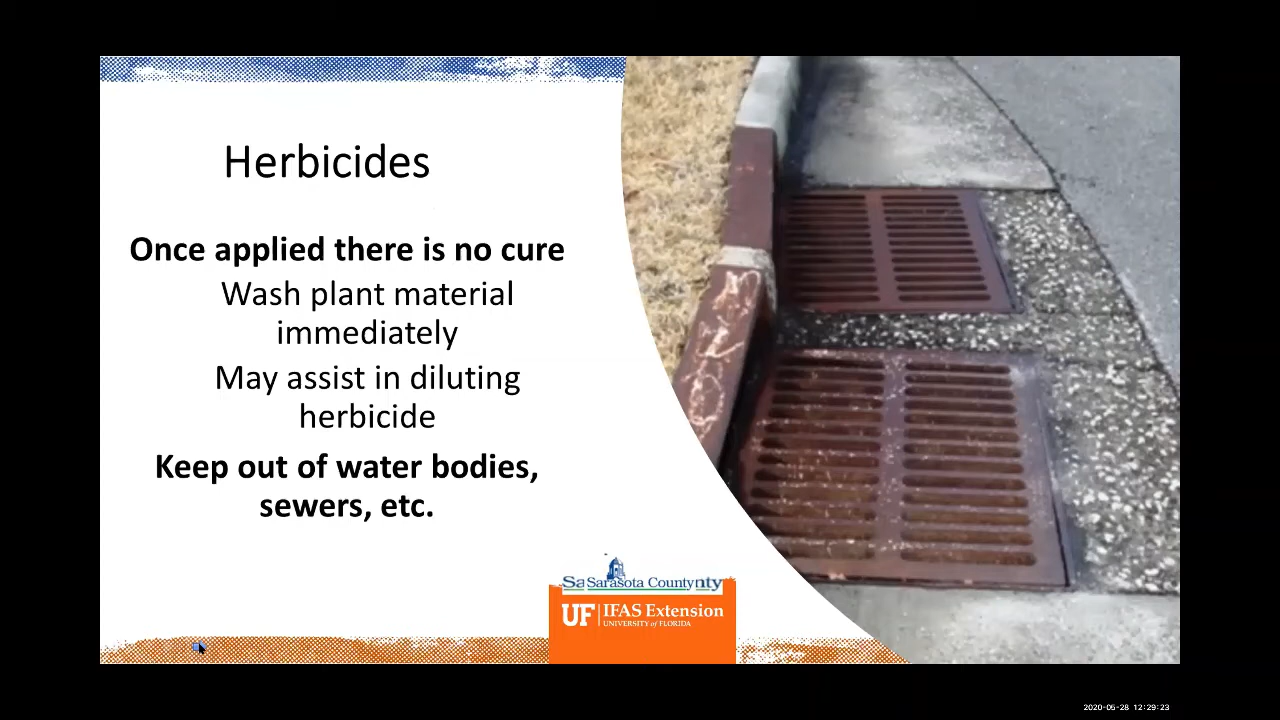 Herbicides
Once applied there is no cure
Wash plant material
immediately
May assist in diluting
herbicide
Keep out of water bodies,
sewers, etc.
Sa Sarasota Countynty
UF IFAS Extension
UNIVERSITY of FLORIDA
2020-05-28 12:29:23